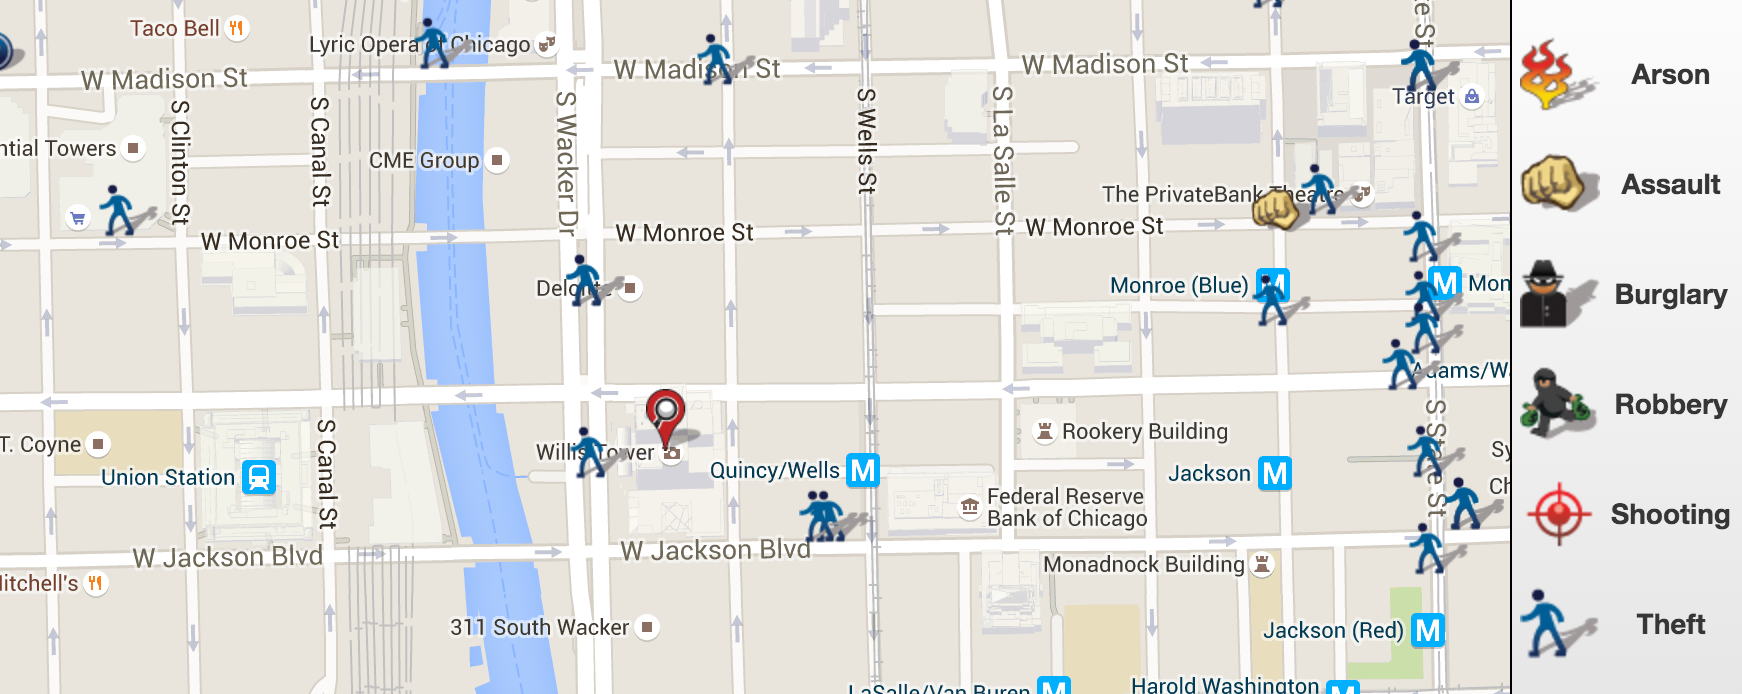 Taco Bell
Lyric Opera of Chicago
W Madison St
W Madison St
W Madison St
Target
ntial Towers
S Clinton St
S Canal St
CME Group
S Wacker Dr
S Wells St
S La Salle St
The PrivateBank Theatre
W Monroe St
W Monroe St
W Monroe St
Deloitte
Monroe (Blue)
M
M
Mon
Adams/Wa
T. Coyne
Union Station
S Canal St
Willis Tower
Quincy/Wells
M
Rookery Building
Jackson
M
Federal Reserve
Bank of Chicago
S State St
Sy
Ch
W Jackson Blvd
W Jackson Blvd
Monadnock Building
itchell's
311 South Wacker
Jackson (Red)
M
LaSalle/Van Buren
M
Harold Washington
M
Arson
Assault
Burglary
Robbery
Shooting
Theft